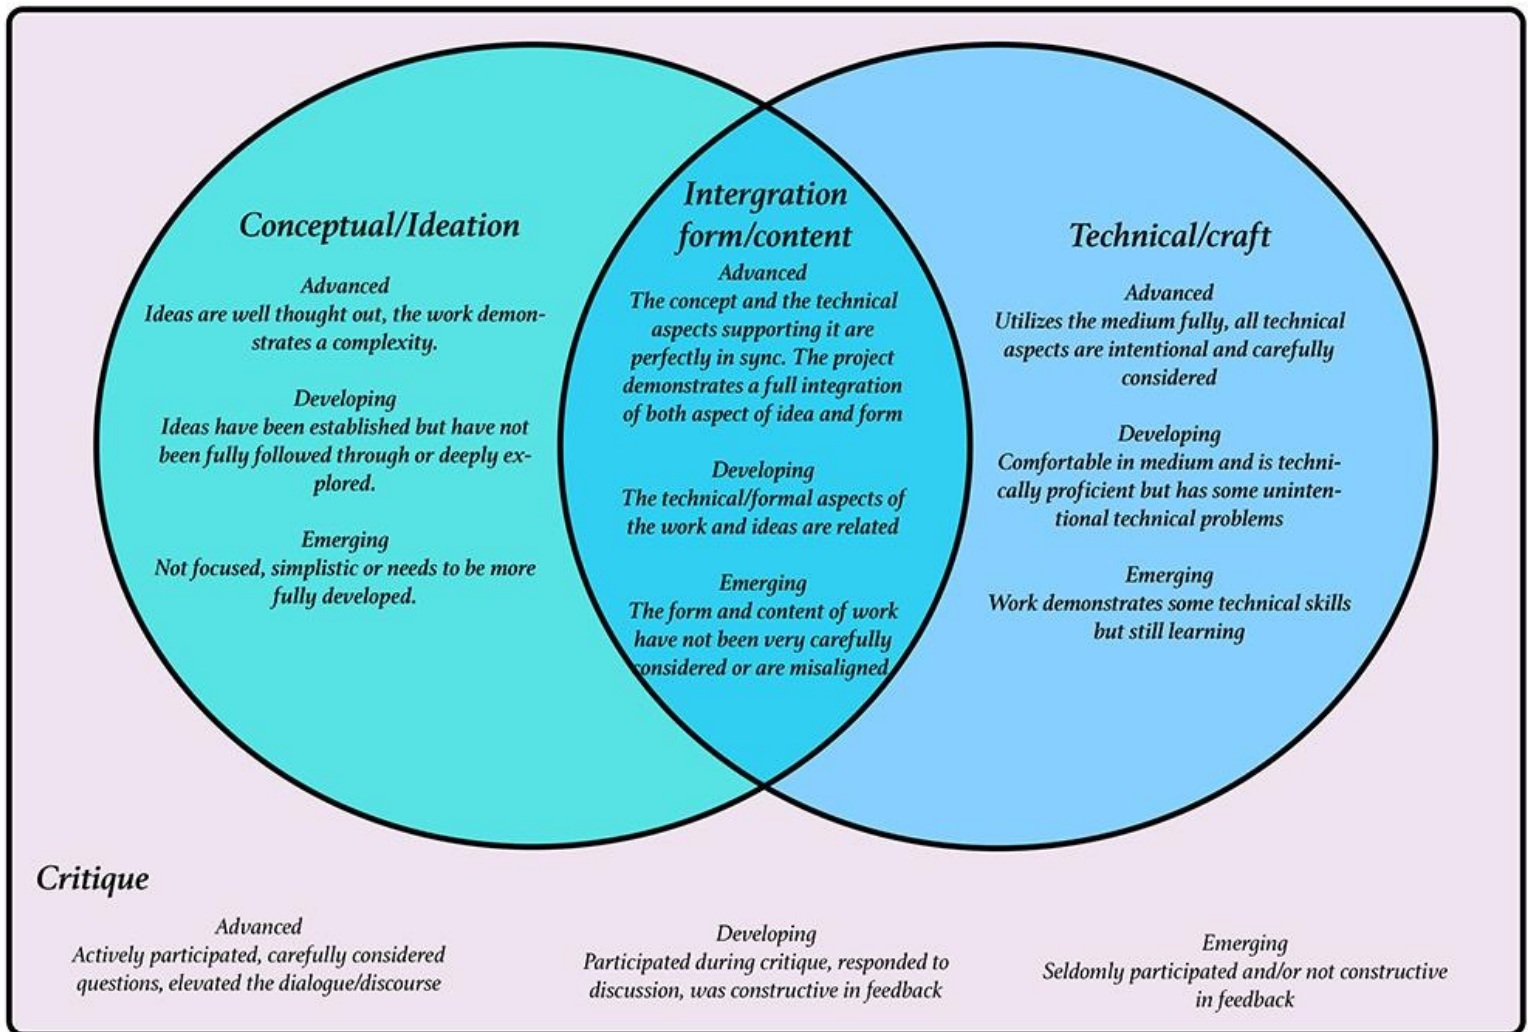 Conceptual/Ideation
Advanced
Ideas are well thought out, the work demon-
strates a complexity.
Developing
Ideas have been established but have not
been fully followed through or deeply ex-
plored.
Emerging
Not focused, simplistic or needs to be more
fully developed.
Intergration
form/content
Advanced
The concept and the technical
aspects supporting it are
perfectly in sync. The project
demonstrates a full integration
of both aspect of idea and form
Developing
The technical/formal aspects of
the work and ideas are related
Emerging
The form and content of work
have not been very carefully
considered or are misaligned
Technical/craft
Advanced
Utilizes the medium fully, all technical
aspects are intentional and carefully
considered
Developing
Comfortable in medium and is techni-
cally proficient but has some uninten-
tional technical problems
Emerging
Work demonstrates some technical skills
but still learning
Critique
Advanced
Actively participated, carefully considered
questions, elevated the dialogue/discourse
Developing
Participated during critique, responded to
discussion, was constructive in feedback
Emerging
Seldomly participated and/or not constructive
in feedback